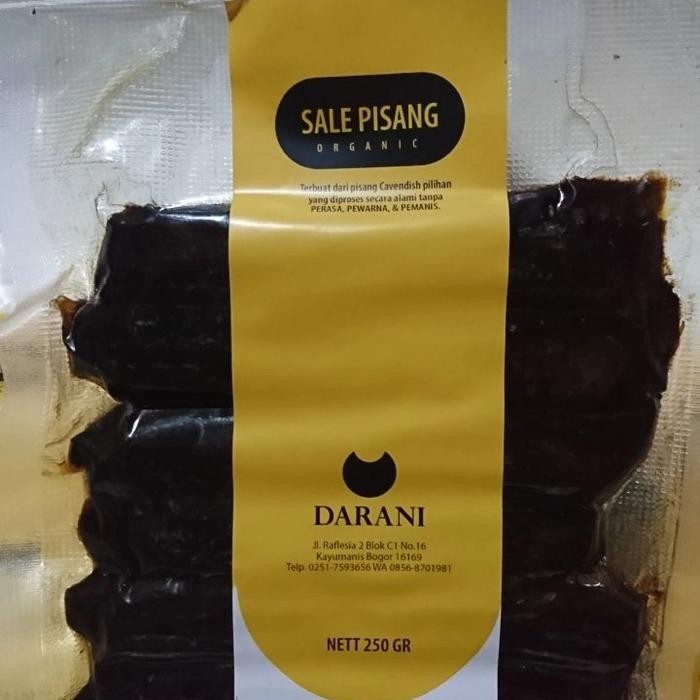 SALE PISANG
ORGANIC
Terbuat dari pisang Cavendish pilihan
yang diproses secara alami tanpa
PERASA, PEWARNA, & PEMANIS.
DARANI
Jl. Raflesia 2 Blok C1 No.16
Kayumanis Bogor 16169
Telp. 0251-7593656 WA 0856-8701981
NETT 250 GR